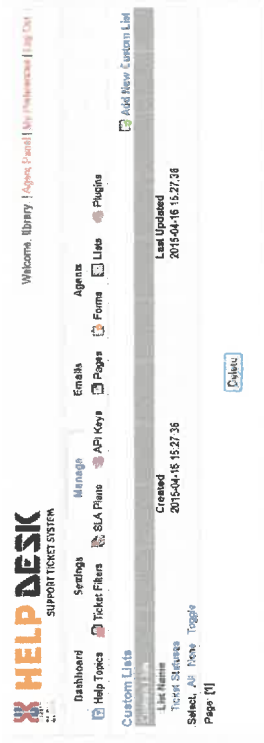 HELP DESK
SUPPORT TICKET SYSTEM
Welcome, library. | Agent Panel | My Preferences | Log Out
Dashboard Settings Manage Emails Agents
Help Topics Ticket Filters SLA Plans API Keys Pages Forms Lists Plugins
Custom Lists
Add New Custom List
List Name Created Last Updated
Ticket Statuses 2015-04-16 15:27:36 2015-04-16 15:27:36
Select: All None Toggle
Page: [1]
Delete